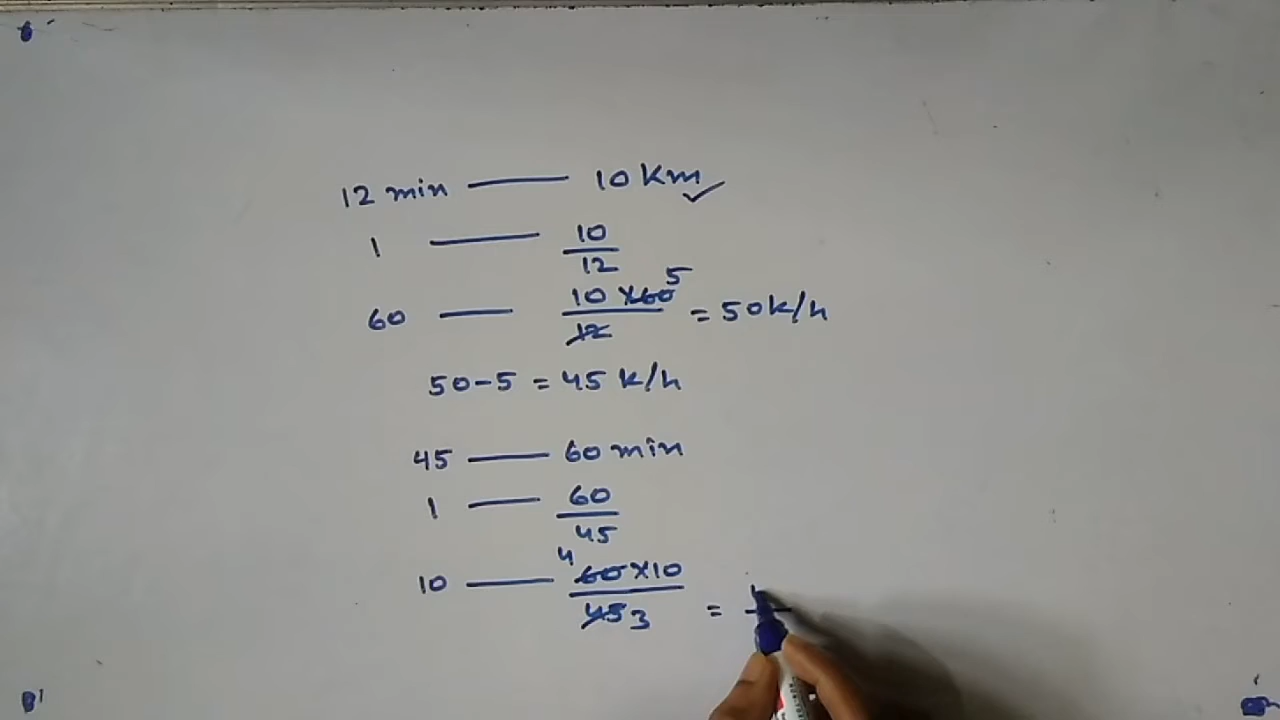 12 min — 10 Km ✓
1 — 10/12
60 — 10 × 60 5 / 12 = 50 k/h
50 - 5 = 45 k/h
45 — 60 min
1 — 60/45
10 — 4 60 × 10 / 45 3 =